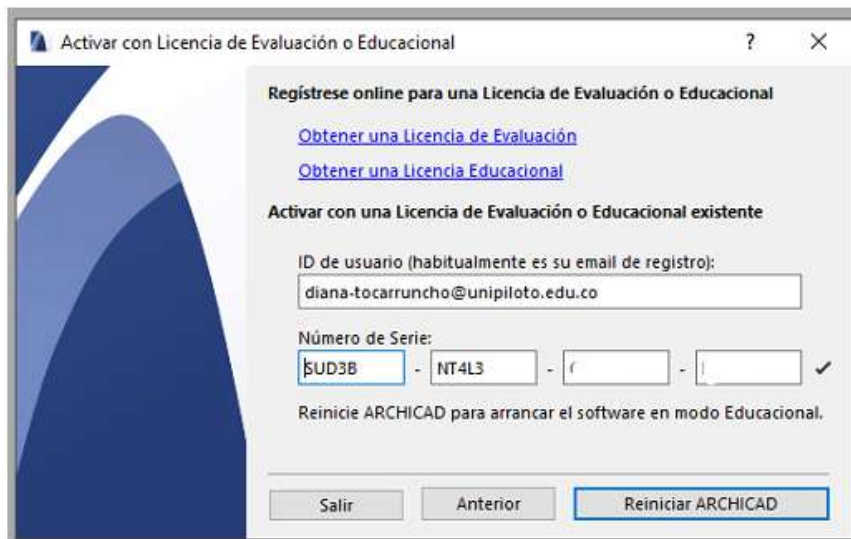 Activar con Licencia de Evaluación o Educacional
Regístrese online para una Licencia de Evaluación o Educacional
Obtener una Licencia de Evaluación
Obtener una Licencia Educacional
Activar con una Licencia de Evaluación o Educacional existente
ID de usuario (habitualmente es su email de registro):
diana-tocarruncho@unipiloto.edu.co
Número de Serie:
SUD3B - NT4L3 - -
Reinicie ARCHICAD para arrancar el software en modo Educacional.
Salir Anterior Reiniciar ARCHICAD